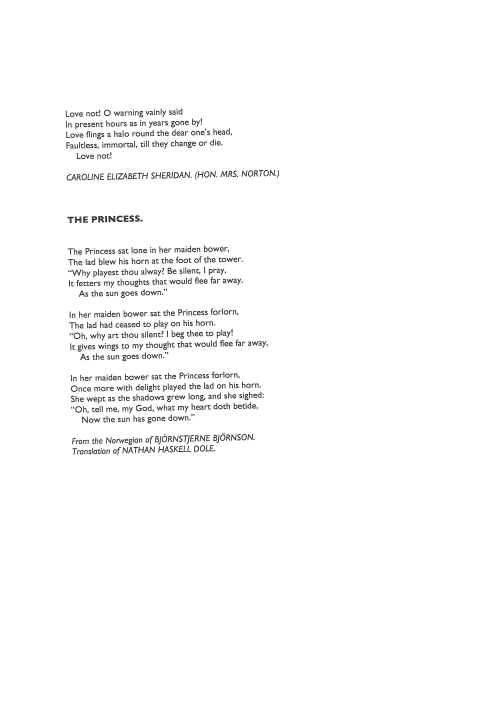 Love not! O warning vainly said
In present hours as in years gone by!
Love flings a halo round the dear one's head,
Faultless, immortal, till they change or die.
Love not!
CAROLINE ELIZABETH SHERIDAN. (HON. MRS. NORTON.)
THE PRINCESS.
The Princess sat lone in her maiden bower,
The lad blew his horn at the foot of the tower.
"Why playest thou alway? Be silent, I pray,
It fetters my thoughts that would flee far away.
As the sun goes down."
In her maiden bower sat the Princess forlorn,
The lad had ceased to play on his horn.
"Oh, why art thou silent? I beg thee to play!
It gives wings to my thought that would flee far away,
As the sun goes down."
In her maiden bower sat the Princess forlorn,
Once more with delight played the lad on his horn.
She wept as the shadows grew long, and she sighed:
"Oh, tell me, my God, what my heart doth betide,
Now the sun has gone down."
From the Norwegian of BJÖRNSTJERNE BJÖRNSON.
Translation of NATHAN HASKELL DOLE.